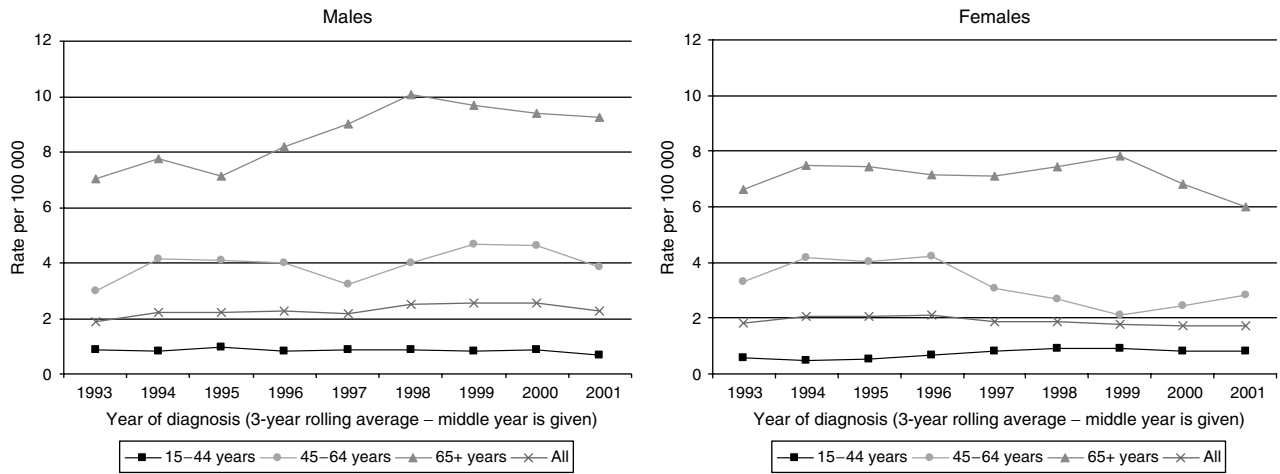 Males
12
10
8
6
4
2
0
Rate per 100 000
1993 1994 1995 1996 1997 1998 1999 2000 2001
Year of diagnosis (3-year rolling average – middle year is given)
15–44 years 45–64 years 65+ years All
Females
12
10
8
6
4
2
0
Rate per 100 000
1993 1994 1995 1996 1997 1998 1999 2000 2001
Year of diagnosis (3-year rolling average – middle year is given)
15–44 years 45–64 years 65+ years All